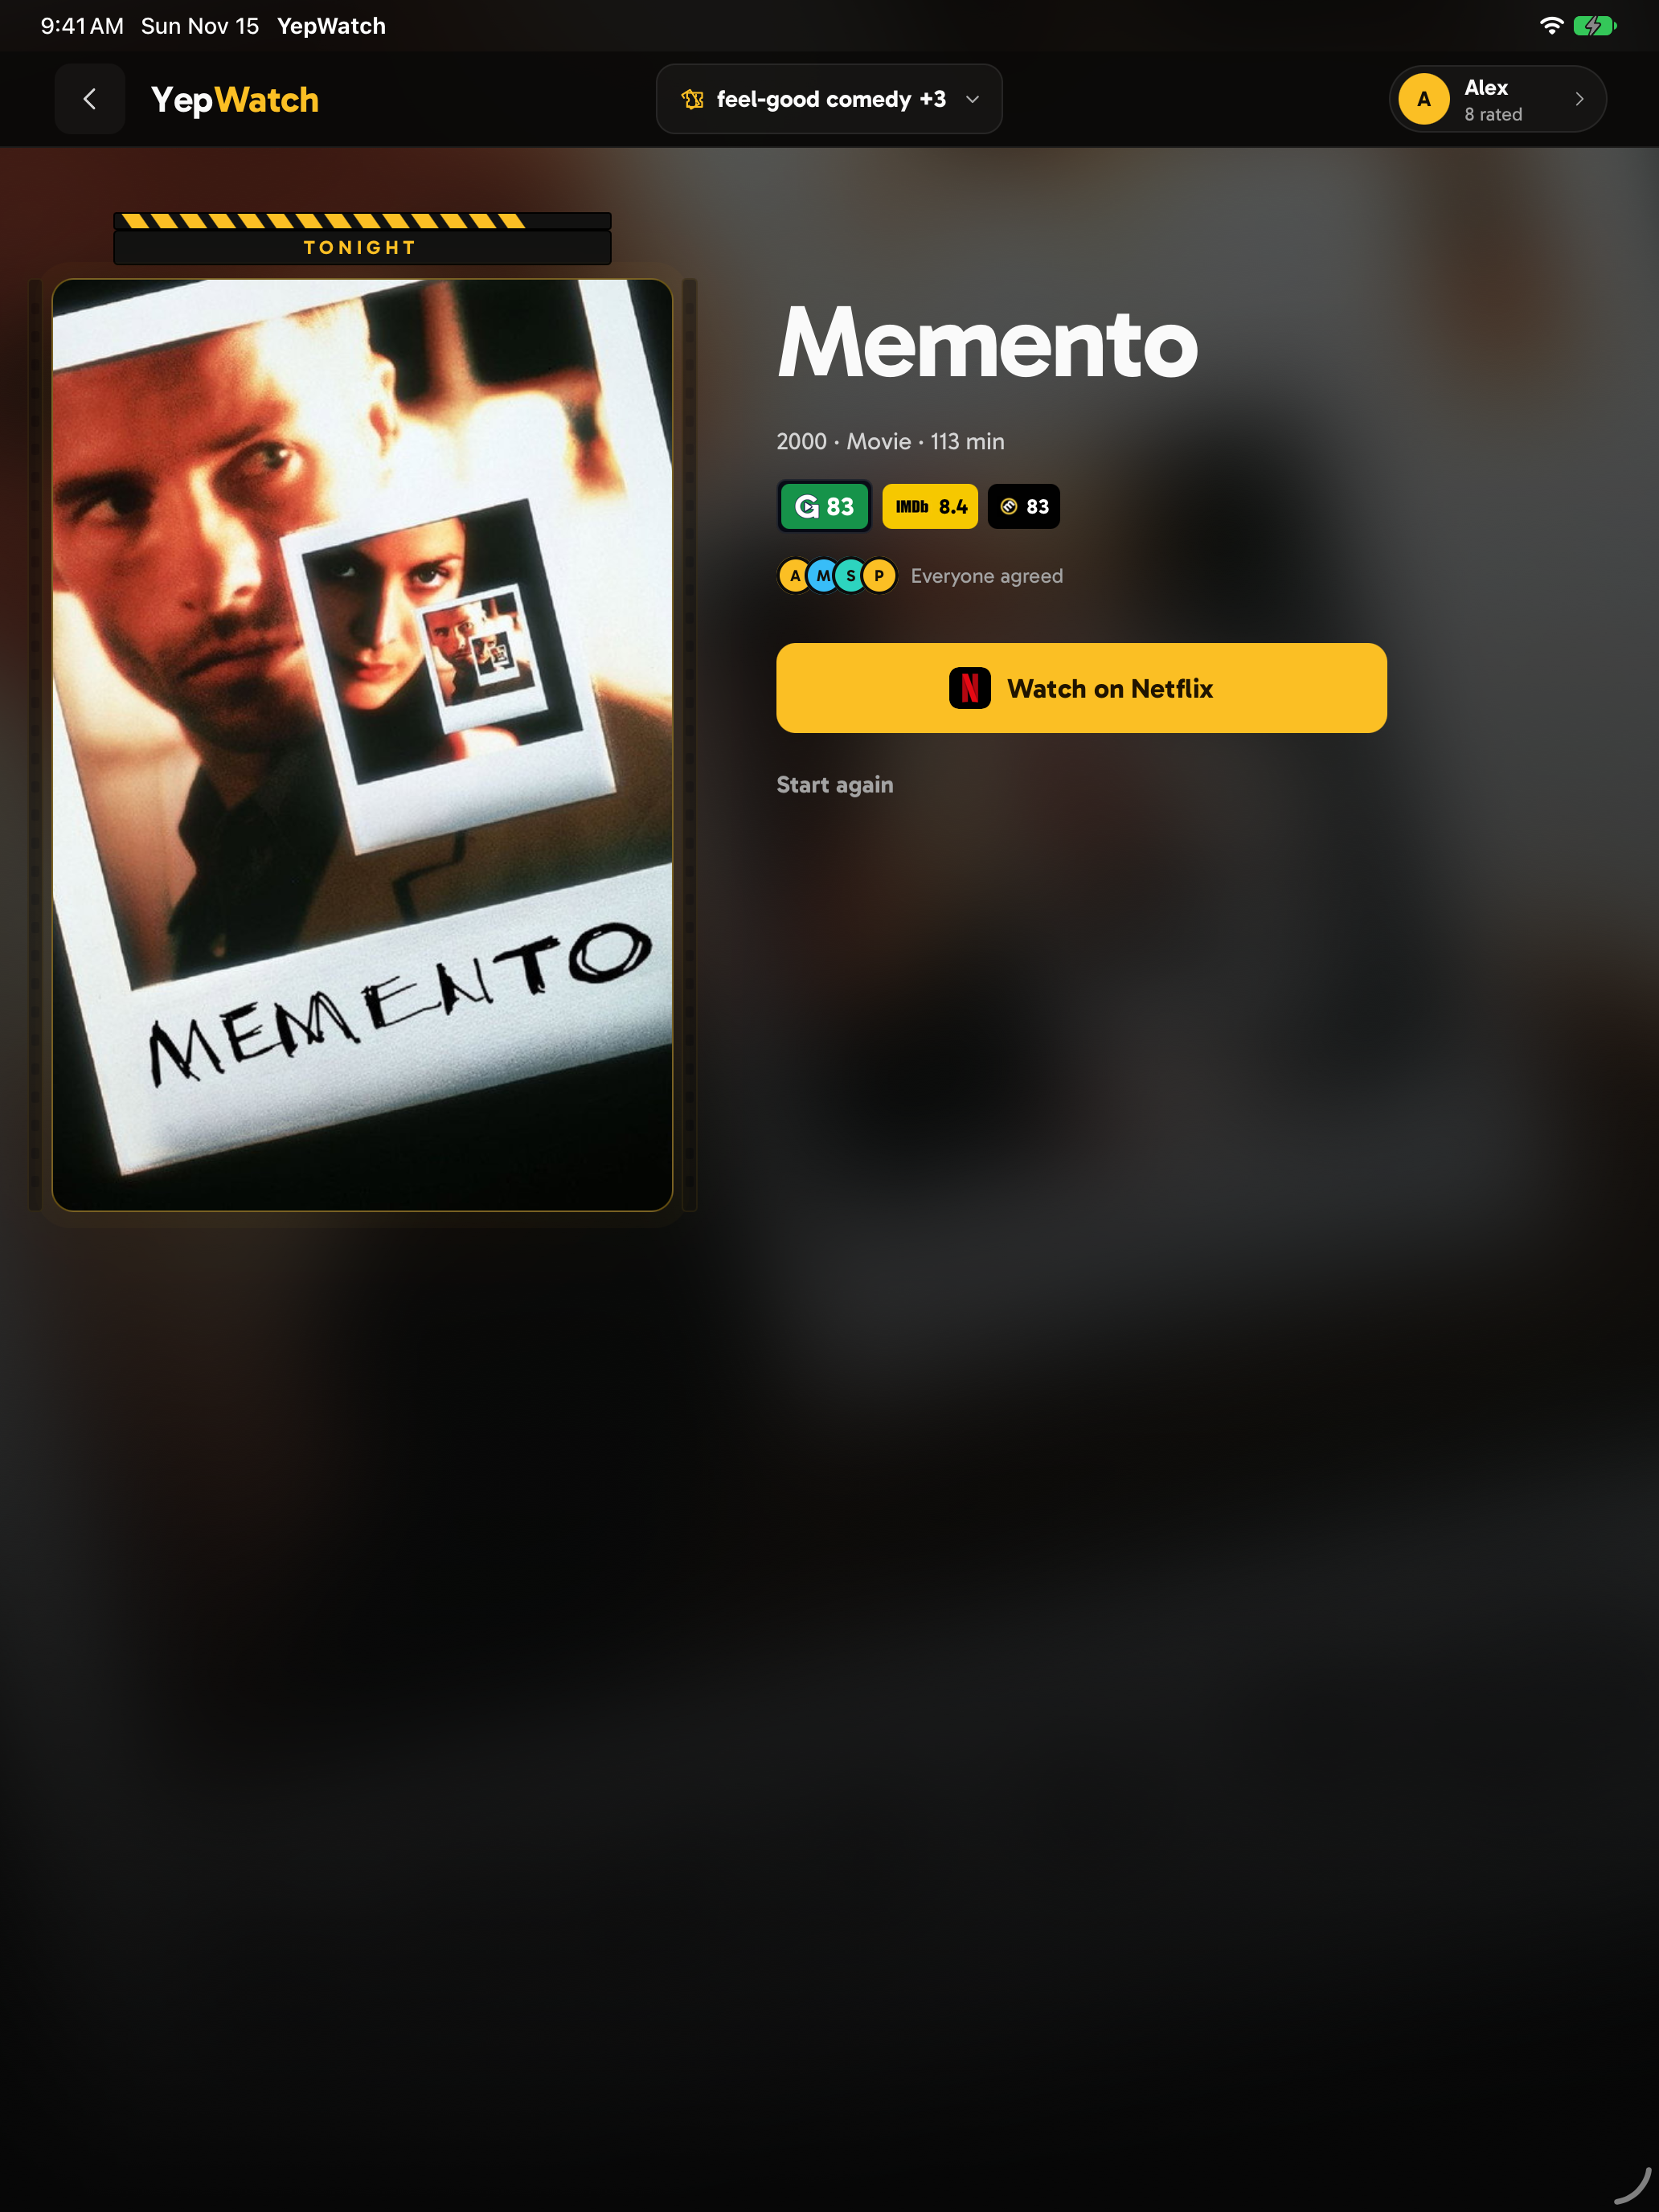 9:41 AM Sun Nov 15 YepWatch
YepWatch
feel-good comedy +3
A
Alex
8 rated
TONIGHT
MEMENTO
Memento
2000 · Movie · 113 min
G 83
IMDb 8.4
83
A M S P Everyone agreed
N Watch on Netflix
Start again